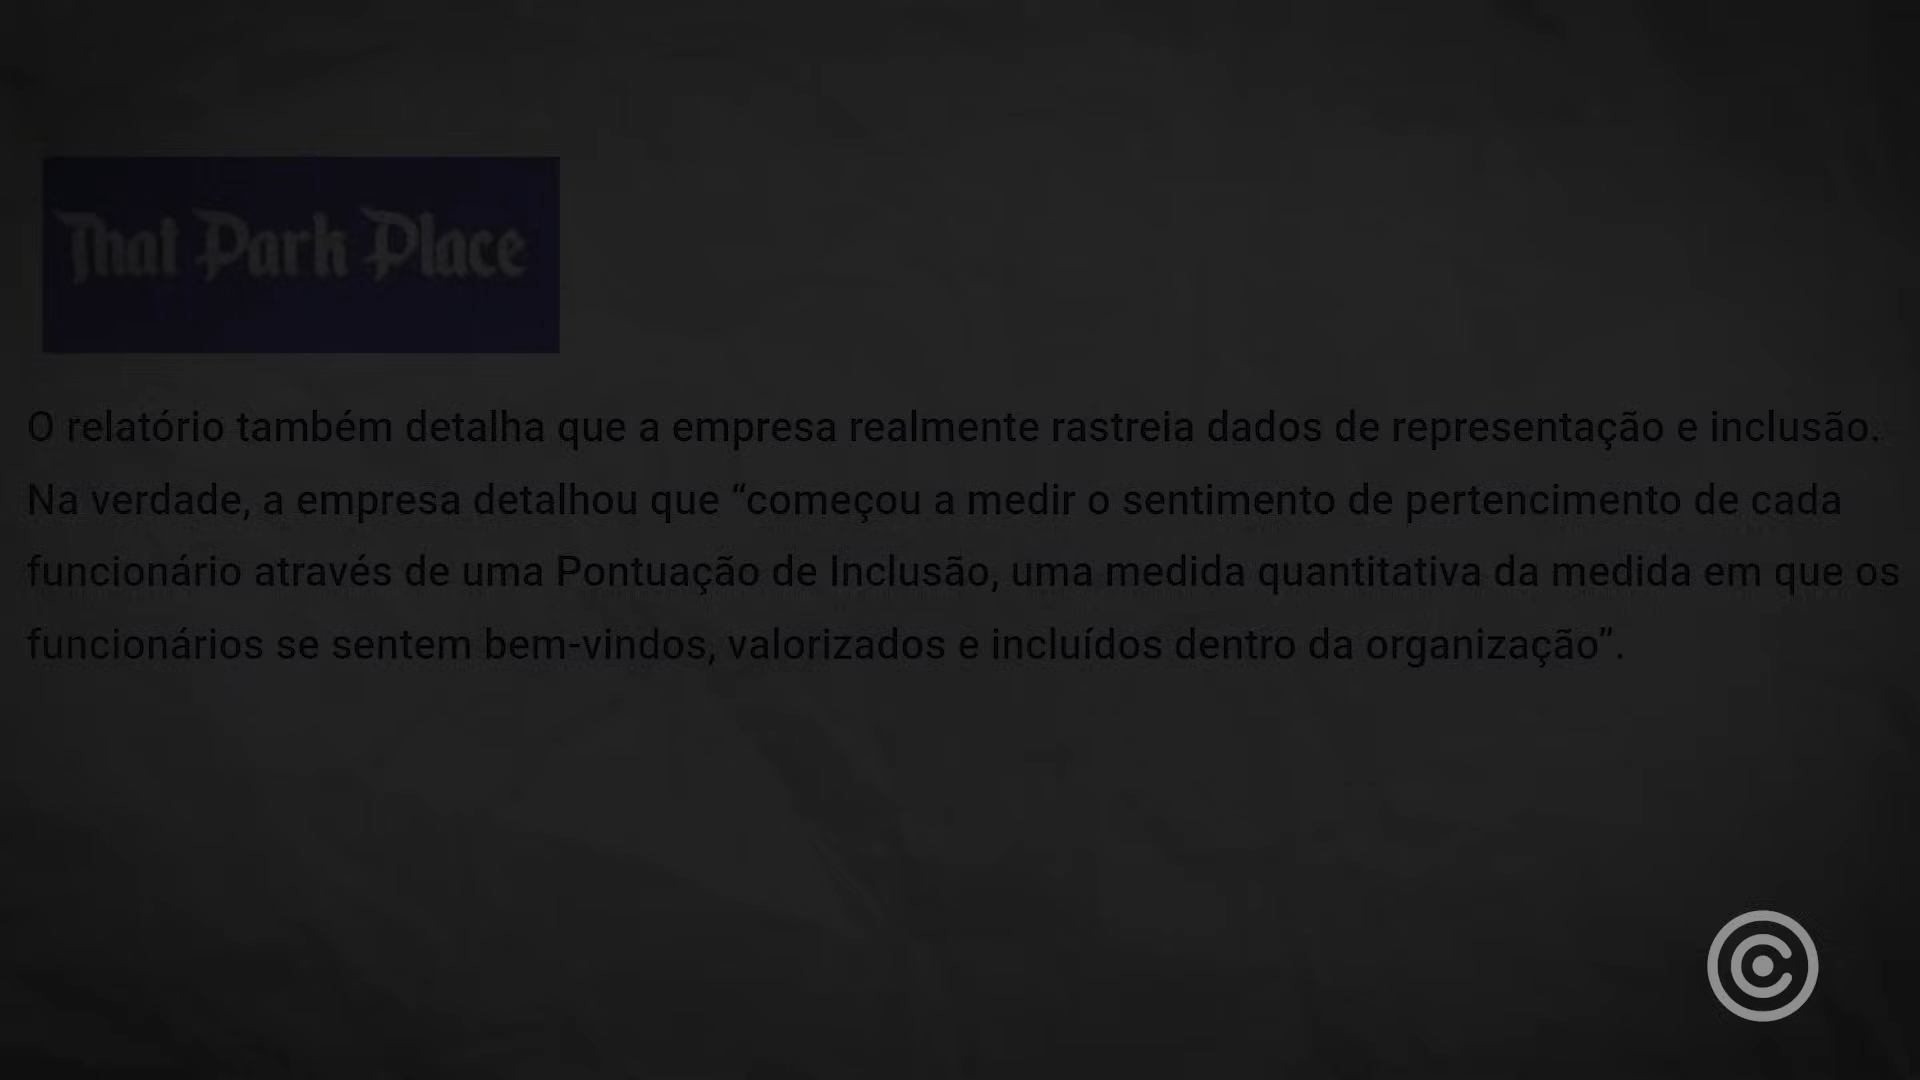 That Park Place
O relatório também detalha que a empresa realmente rastreia dados de representação e inclusão.
Na verdade, a empresa detalhou que “começou a medir o sentimento de pertencimento de cada
funcionário através de uma Pontuação de Inclusão, uma medida quantitativa da medida em que os
funcionários se sentem bem-vindos, valorizados e incluídos dentro da organização”.